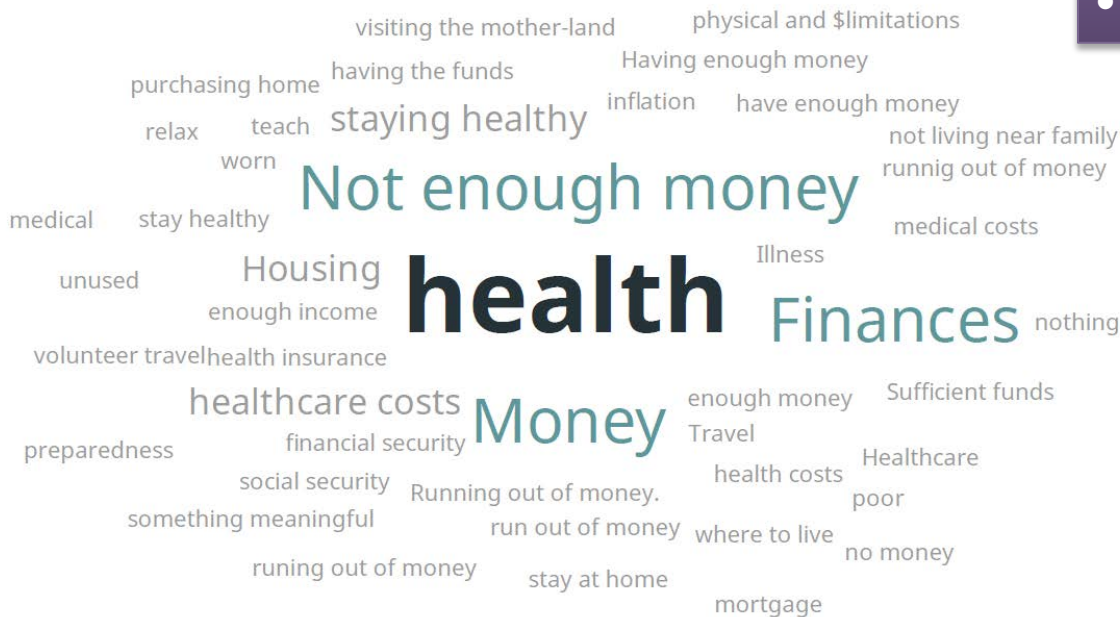 visiting the mother-land
physical and $limitations
having the funds
Having enough money
purchasing home
inflation
have enough money
relax
teach
staying healthy
not living near family
worn
Not enough money
runnig out of money
medical
stay healthy
medical costs
Housing
health
Illness
unused
enough income
Finances
nothing
volunteer travel
health insurance
healthcare costs
Money
enough money
Sufficient funds
preparedness
financial security
Travel
Healthcare
social security
Running out of money.
health costs
poor
something meaningful
run out of money
where to live
no money
runing out of money
stay at home
mortgage